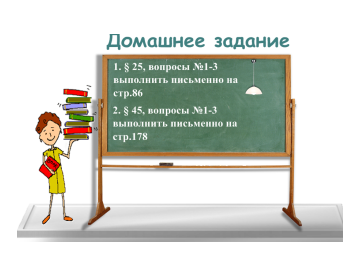 Домашнее задание
1. § 25, вопросы №1-3
выполнить письменно на
стр.86
2. § 45, вопросы №1-3
выполнить письменно на
стр.178